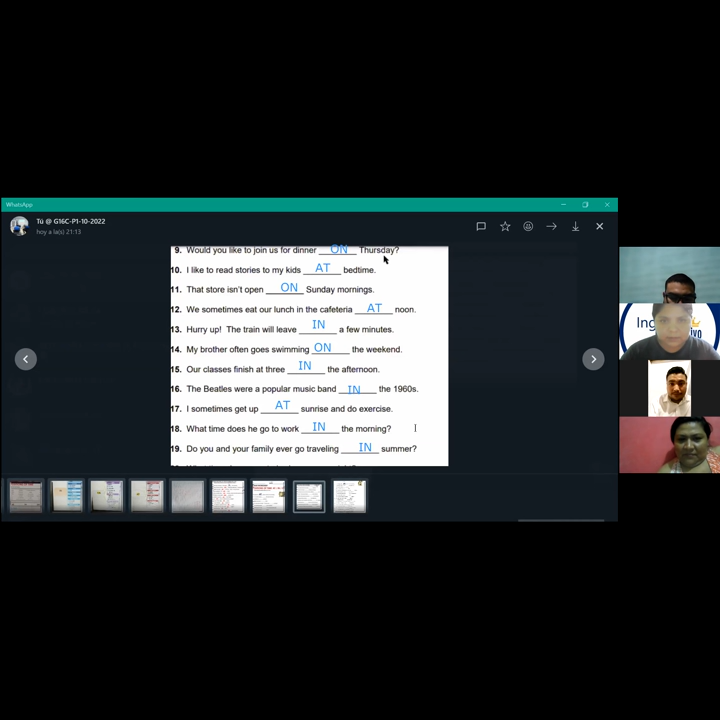 WhatsApp
Tú @ G16C-P1-10-2022
hoy a la(s) 21:13
9. Would you like to join us for dinner ON Thursday?
10. I like to read stories to my kids AT bedtime.
11. That store isn't open ON Sunday mornings.
12. We sometimes eat our lunch in the cafeteria AT noon.
13. Hurry up! The train will leave IN a few minutes.
14. My brother often goes swimming ON the weekend.
15. Our classes finish at three IN the afternoon.
16. The Beatles were a popular music band IN the 1960s.
17. I sometimes get up AT sunrise and do exercise.
18. What time does he go to work IN the morning?
19. Do you and your family ever go traveling IN summer?